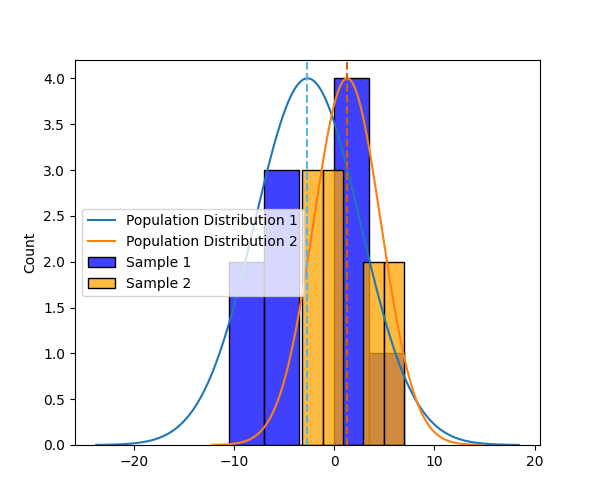 4.0
3.5
3.0
2.5
2.0
1.5
1.0
0.5
0.0
Count
Population Distribution 1
Population Distribution 2
Sample 1
Sample 2
−20 −10 0 10 20